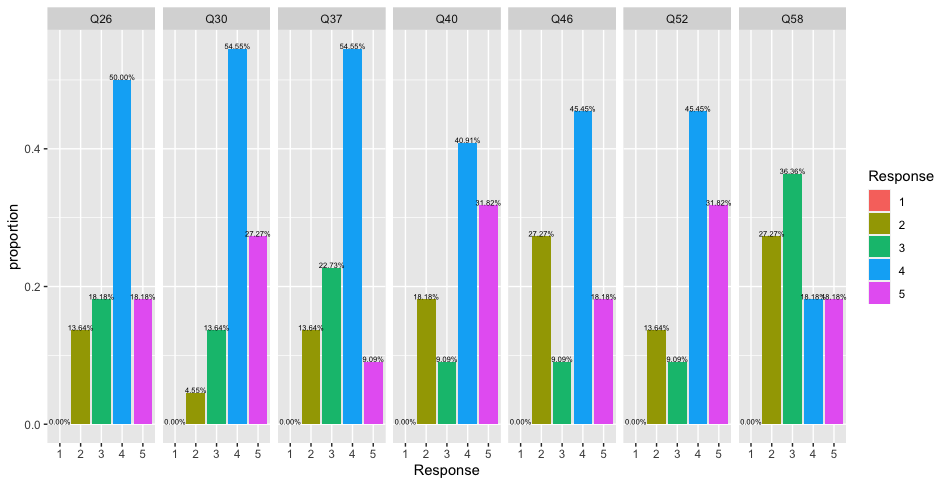 Q26 Q30 Q37 Q40 Q46 Q52 Q58
54.55% 54.55%
50.00%
45.45% 45.45%
0.4
40.91%
36.36%
31.82% 31.82%
27.27% 27.27% 27.27%
22.73%
0.2
18.18% 18.18% 18.18% 18.18% 18.18% 18.18%
13.64% 13.64% 13.64% 13.64%
9.09% 9.09% 9.09% 9.09%
4.55%
0.0
0.00% 0.00% 0.00% 0.00% 0.00% 0.00% 0.00%
1 2 3 4 5 1 2 3 4 5 1 2 3 4 5 1 2 3 4 5 1 2 3 4 5 1 2 3 4 5 1 2 3 4 5
Response
proportion
Response
1
2
3
4
5